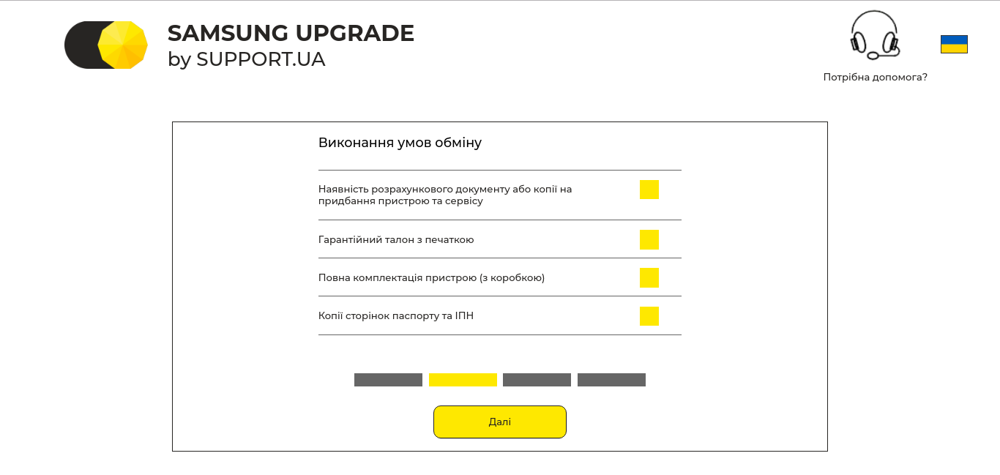 SAMSUNG UPGRADE
by SUPPORT.UA
Потрібна допомога?
Виконання умов обміну
Наявність розрахункового документу або копії на
придбання пристрою та сервісу
Гарантійний талон з печаткою
Повна комплектація пристрою (з коробкою)
Копії сторінок паспорту та ІПН
Далі